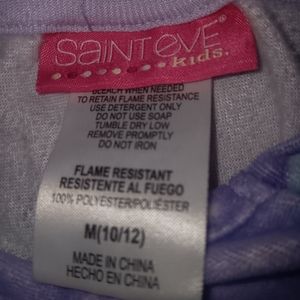 SAINT EVE
kids.
BLEACH WHEN NEEDED
TO RETAIN FLAME RESISTANCE
USE DETERGENT ONLY
DO NOT USE SOAP
TUMBLE DRY LOW
REMOVE PROMPTLY
DO NOT IRON
FLAME RESISTANT
RESISTENTE AL FUEGO
100% POLYESTER/POLIÉSTER
M(10/12)
MADE IN CHINA
HECHO EN CHINA